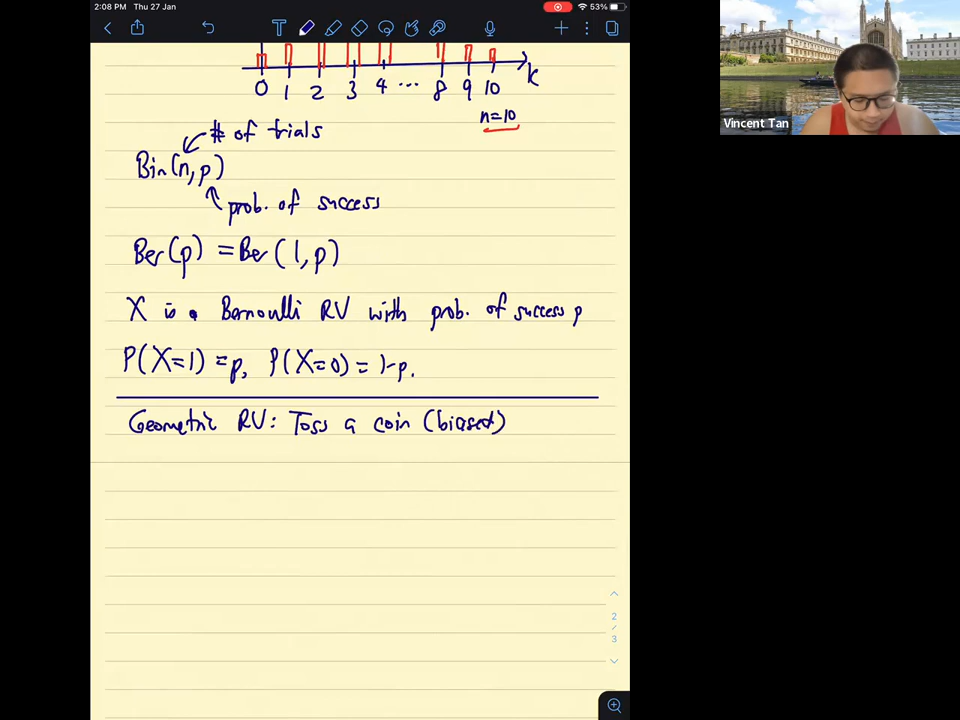 2:08 PM Thu 27 Jan
53%
0 1 2 3 4 ... 8 9 10
k
n=10
# of trials
Bin(n,p)
prob. of success
Ber(p) = Ber(1,p)
X is a Bernoulli RV with prob. of success p
P(X=1)=p, P(X=0)=1-p.
Geometric RV: Toss a coin (biased)
2
/
3
Vincent Tan